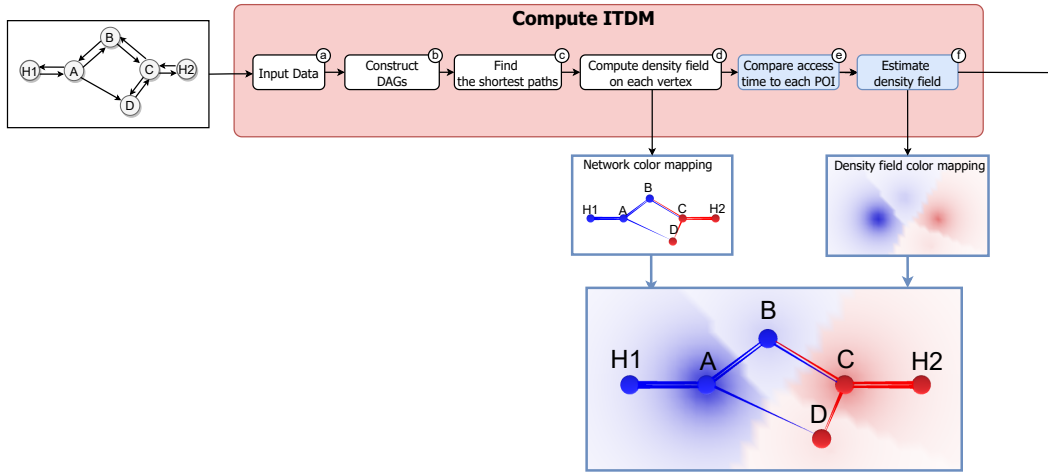 Compute ITDM
H1
A
B
C
D
H2
Input Data
a
Construct
DAGs
b
Find
the shortest paths
c
Compute density field
on each vertex
d
Compare access
time to each POI
e
Estimate
density field
f
Network color mapping
H1
A
B
C
D
H2
Density field color mapping
H1
A
B
C
D
H2